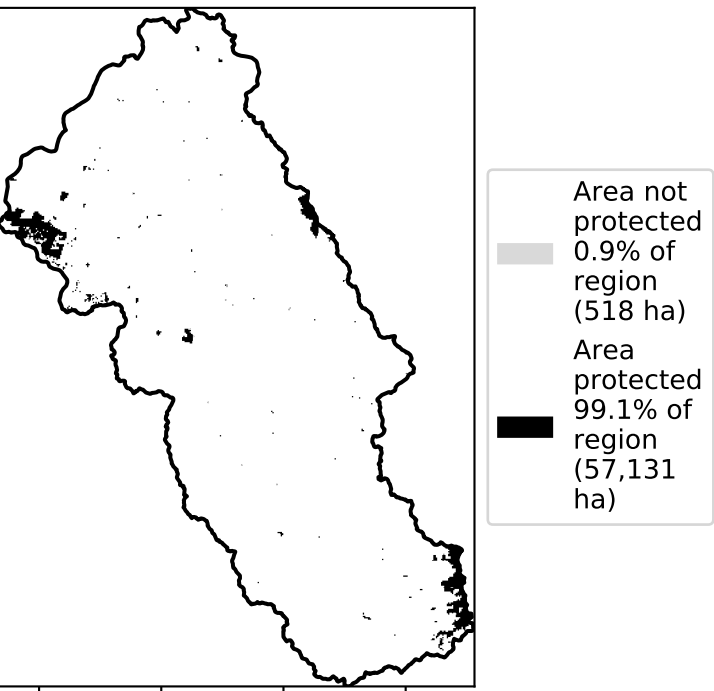 Area not
protected
0.9% of
region
(518 ha)
Area
protected
99.1% of
region
(57,131
ha)